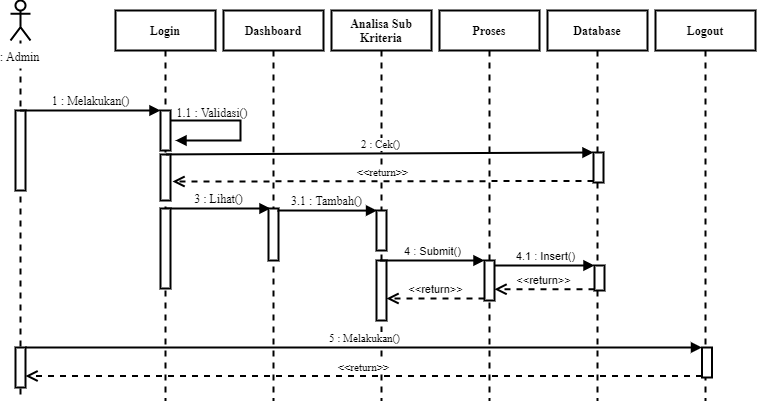 : Admin
Login
Dashboard
Analisa Sub
Kriteria
Proses
Database
Logout
1 : Melakukan()
1.1 : Validasi()
2 : Cek()
<<return>>
3 : Lihat()
3.1 : Tambah()
4 : Submit()
4.1 : Insert()
<<return>>
<<return>>
5 : Melakukan()
<<return>>